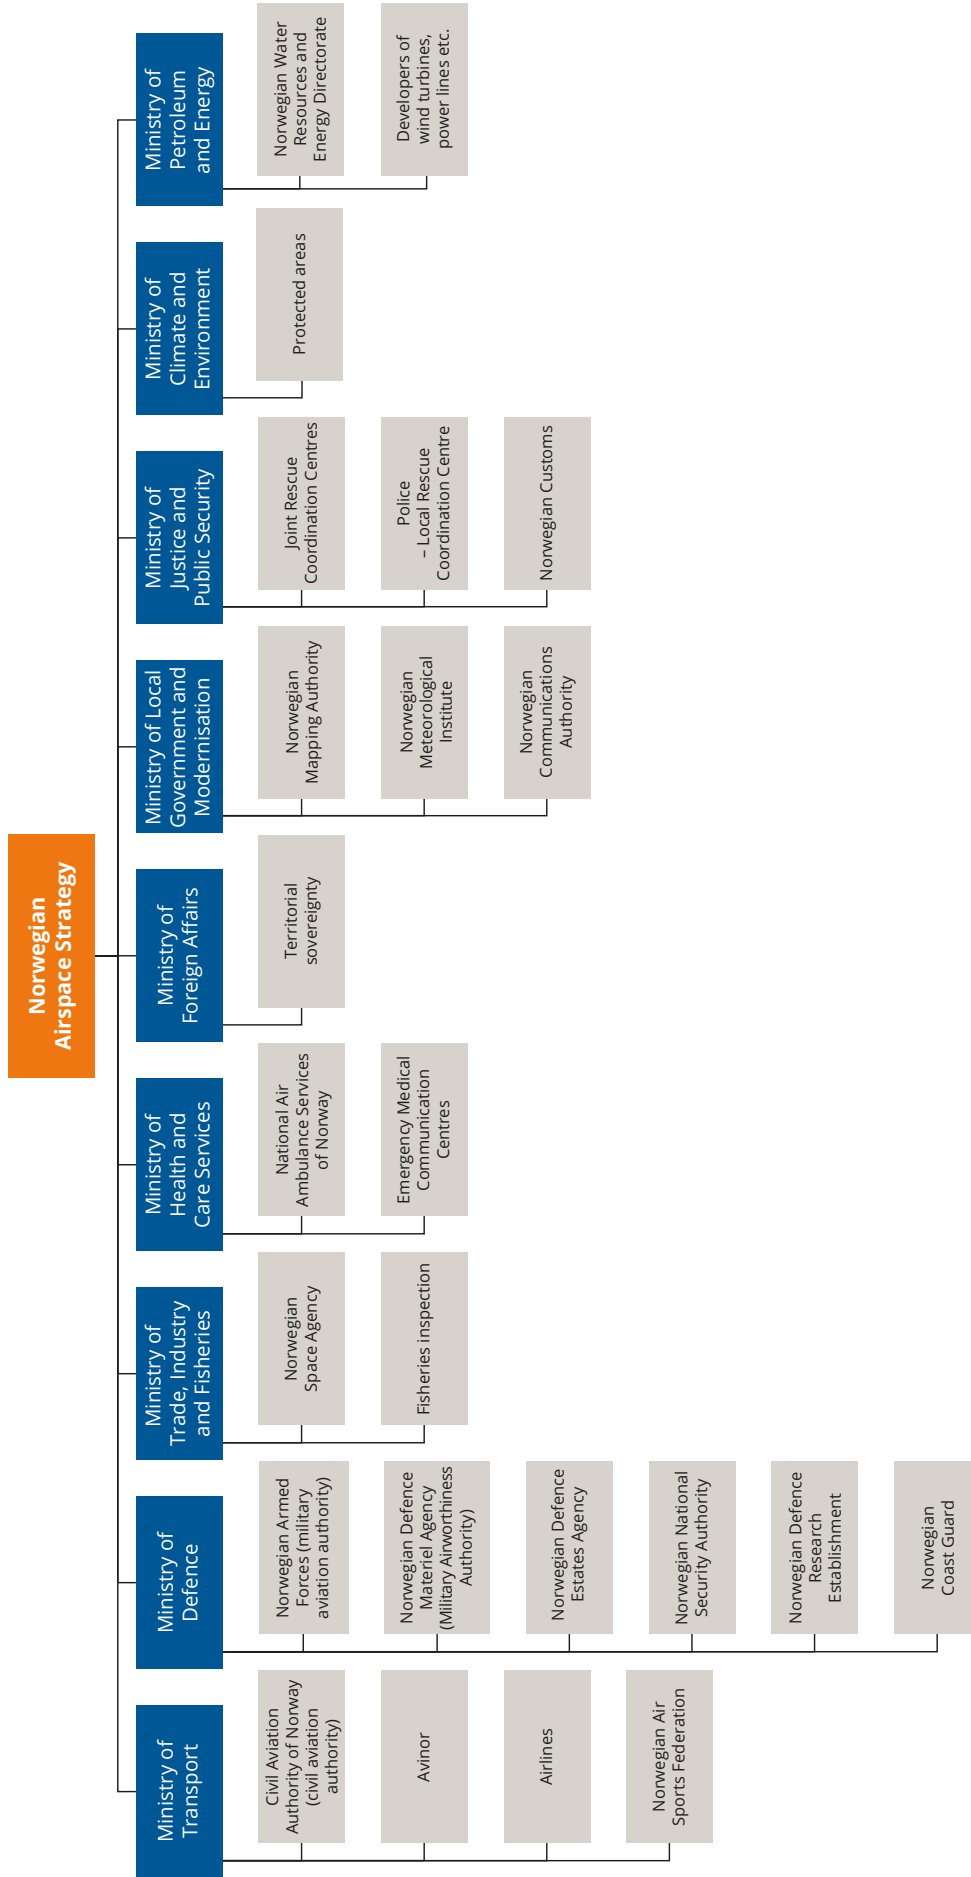 Norwegian
Airspace Strategy
Ministry of
Transport
Civil Aviation
Authority of Norway
(civil aviation
authority)
Avinor
Airlines
Norwegian Air
Sports Federation
Ministry of
Defence
Norwegian Armed
Forces (military
aviation authority)
Norwegian Defence
Materiel Agency
(Military Airworthiness
Authority)
Norwegian Defence
Estates Agency
Norwegian National
Security Authority
Norwegian Defence
Research
Establishment
Norwegian
Coast Guard
Ministry of
Trade, Industry
and Fisheries
Norwegian
Space Agency
Fisheries inspection
Ministry of
Health and
Care Services
National Air
Ambulance Services
of Norway
Emergency Medical
Communication
Centres
Ministry of
Foreign Affairs
Territorial
sovereignty
Ministry of Local
Government and
Modernisation
Norwegian
Mapping Authority
Norwegian
Meteorological
Institute
Norwegian
Communications
Authority
Ministry of
Justice and
Public Security
Joint Rescue
Coordination Centres
Police
– Local Rescue
Coordination Centre
Norwegian Customs
Ministry of
Climate and
Environment
Protected areas
Ministry of
Petroleum
and Energy
Norwegian Water
Resources and
Energy Directorate
Developers of
wind turbines,
power lines etc.